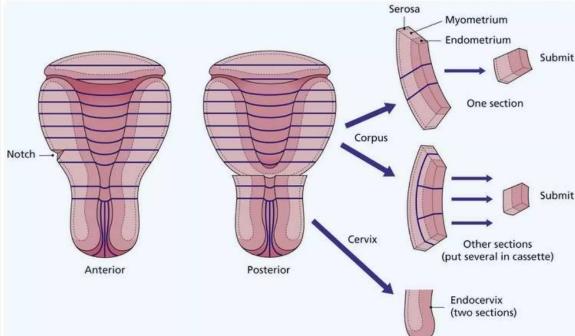 Serosa
Myometrium
Endometrium
Submit
One section
Notch
Corpus
Submit
Other sections
(put several in cassette)
Cervix
Anterior
Posterior
Endocervix
(two sections)